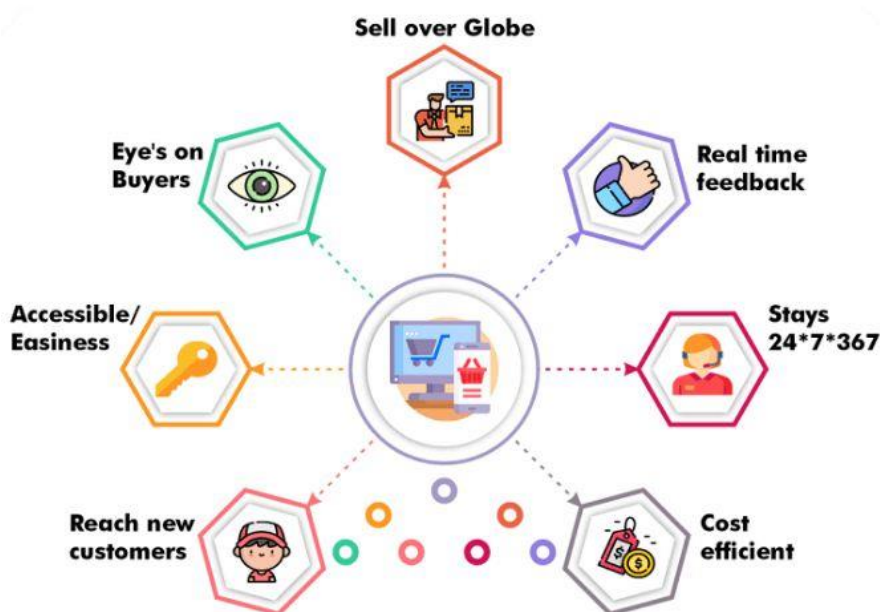 Sell over Globe
Eye's on
Buyers
Real time
feedback
Accessible/
Easiness
Stays
24*7*367
Reach new
customers
Cost
efficient